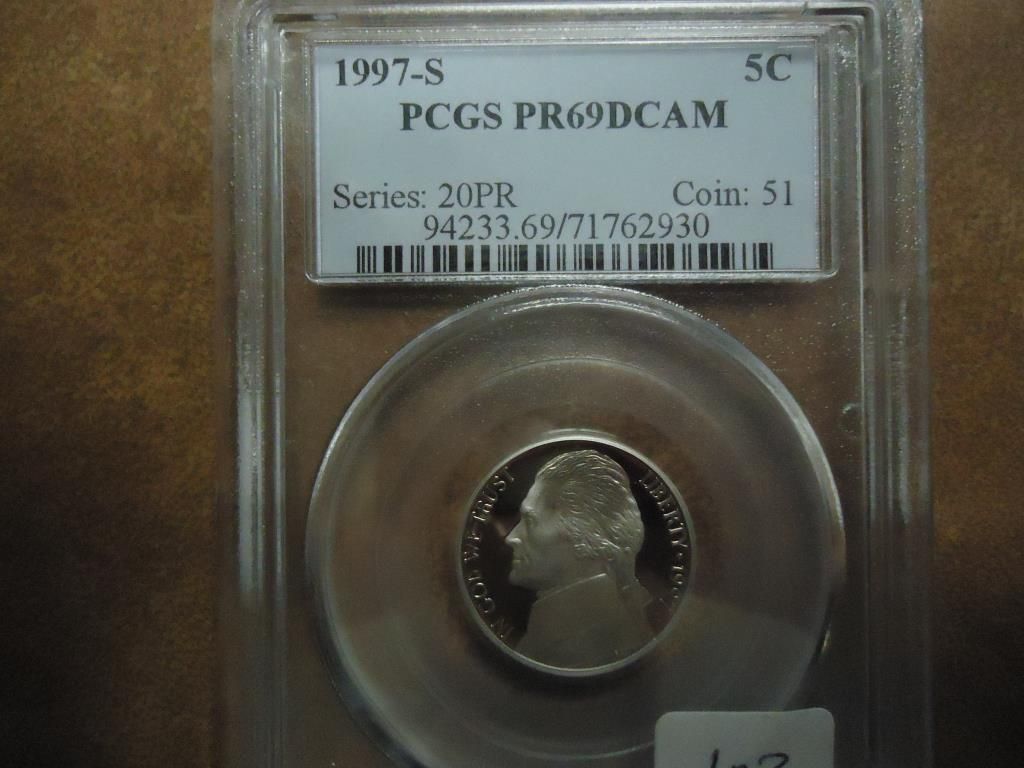 1997-S 5C
PCGS PR69DCAM
Series: 20PR Coin: 51
94233.69/71762930
IN GOD WE TRUST
LIBERTY